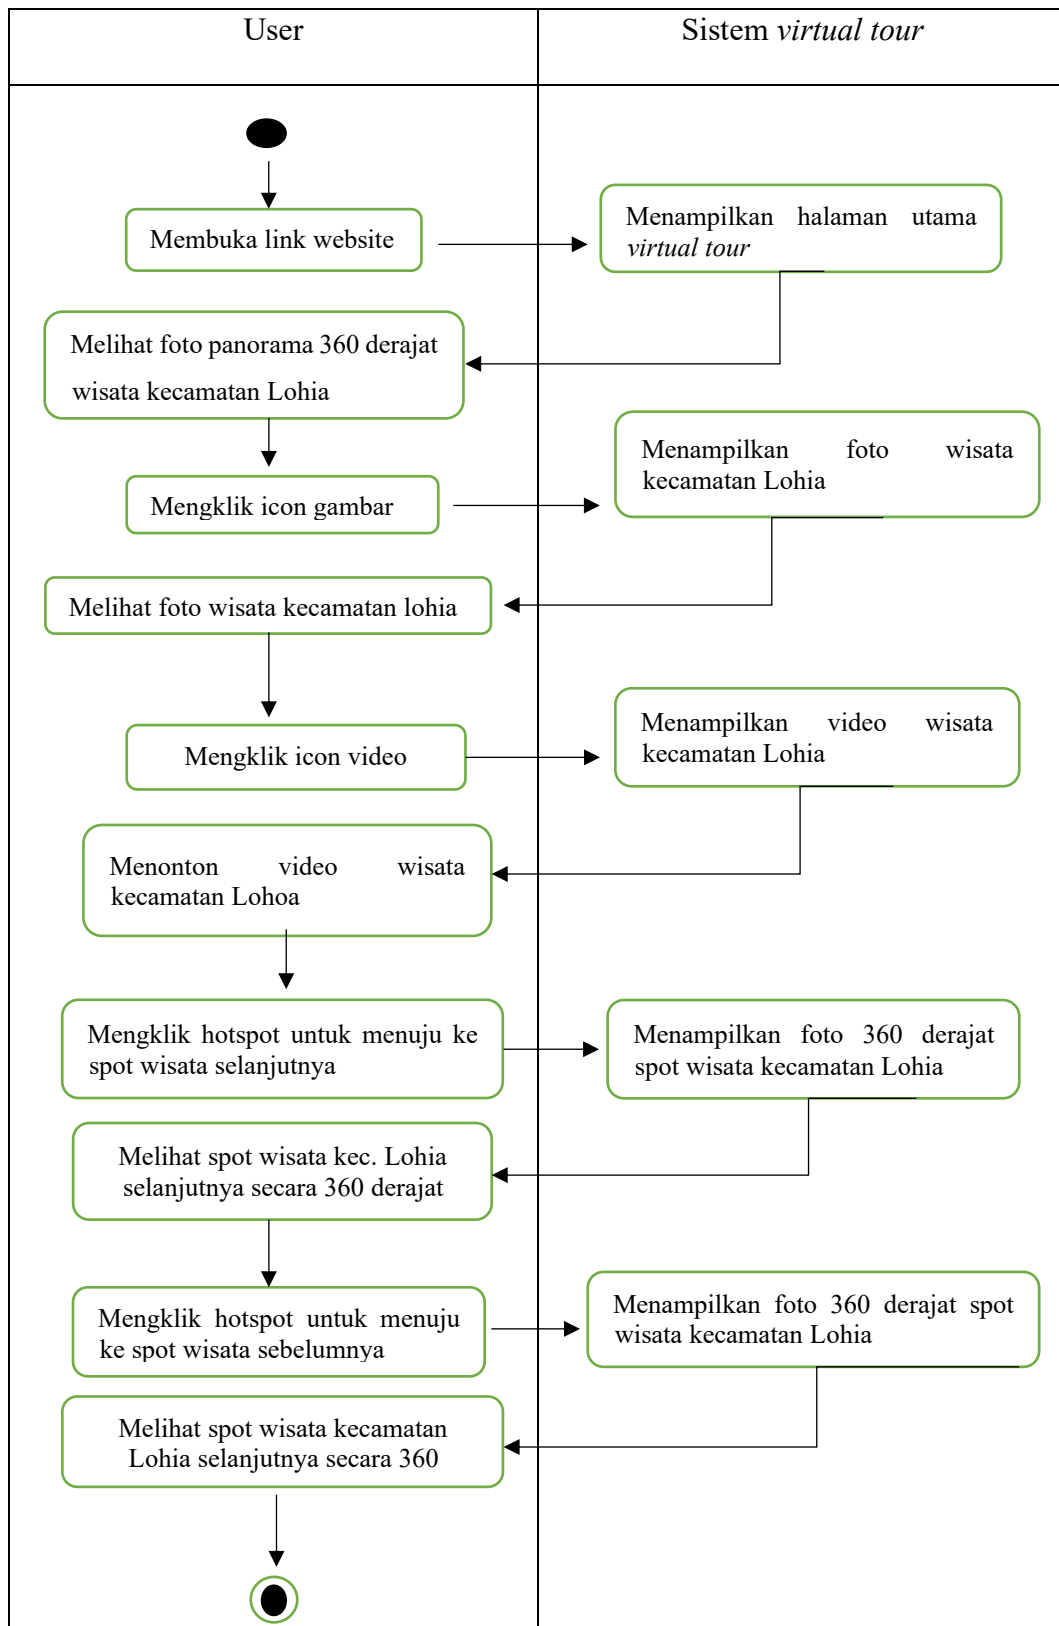 User
Sistem virtual tour
Membuka link website
Menampilkan halaman utama
virtual tour
Melihat foto panorama 360 derajat
wisata kecamatan Lohia
Mengklik icon gambar
Menampilkan foto wisata
kecamatan Lohia
Melihat foto wisata kecamatan lohia
Mengklik icon video
Menampilkan video wisata
kecamatan Lohia
Menonton video wisata
kecamatan Lohoa
Mengklik hotspot untuk menuju ke
spot wisata selanjutnya
Menampilkan foto 360 derajat
spot wisata kecamatan Lohia
Melihat spot wisata kec. Lohia
selanjutnya secara 360 derajat
Mengklik hotspot untuk menuju
ke spot wisata sebelumnya
Menampilkan foto 360 derajat spot
wisata kecamatan Lohia
Melihat spot wisata kecamatan
Lohia selanjutnya secara 360